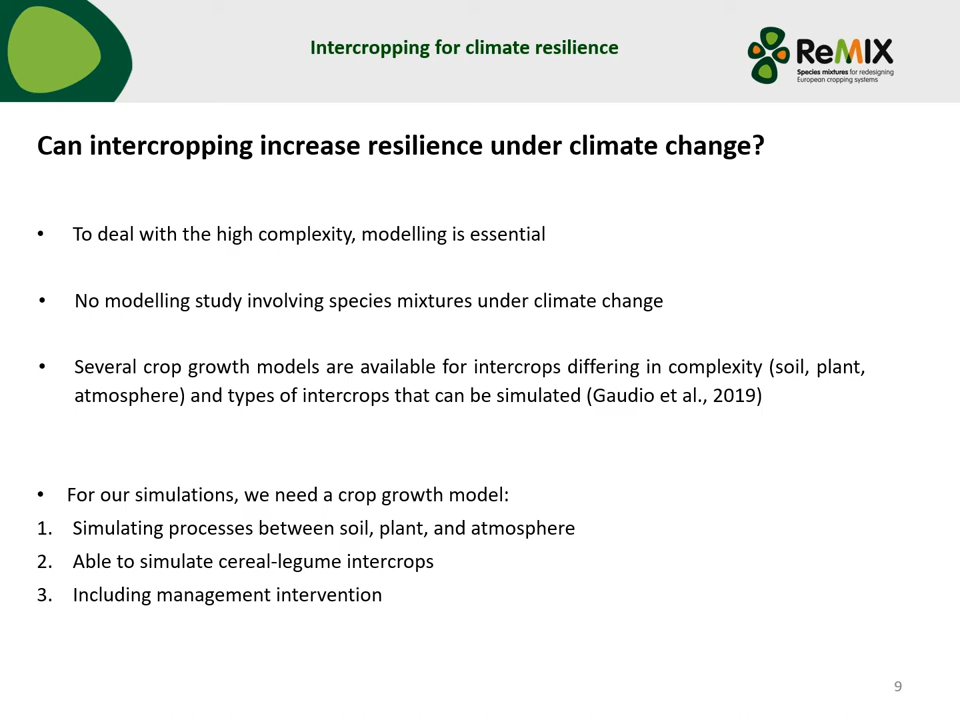 Intercropping for climate resilience
ReMIX
Species mixtures for redesigning
European cropping systems
Can intercropping increase resilience under climate change?
• To deal with the high complexity, modelling is essential
• No modelling study involving species mixtures under climate change
• Several crop growth models are available for intercrops differing in complexity (soil, plant,
atmosphere) and types of intercrops that can be simulated (Gaudio et al., 2019)
• For our simulations, we need a crop growth model:
1. Simulating processes between soil, plant, and atmosphere
2. Able to simulate cereal-legume intercrops
3. Including management intervention
9